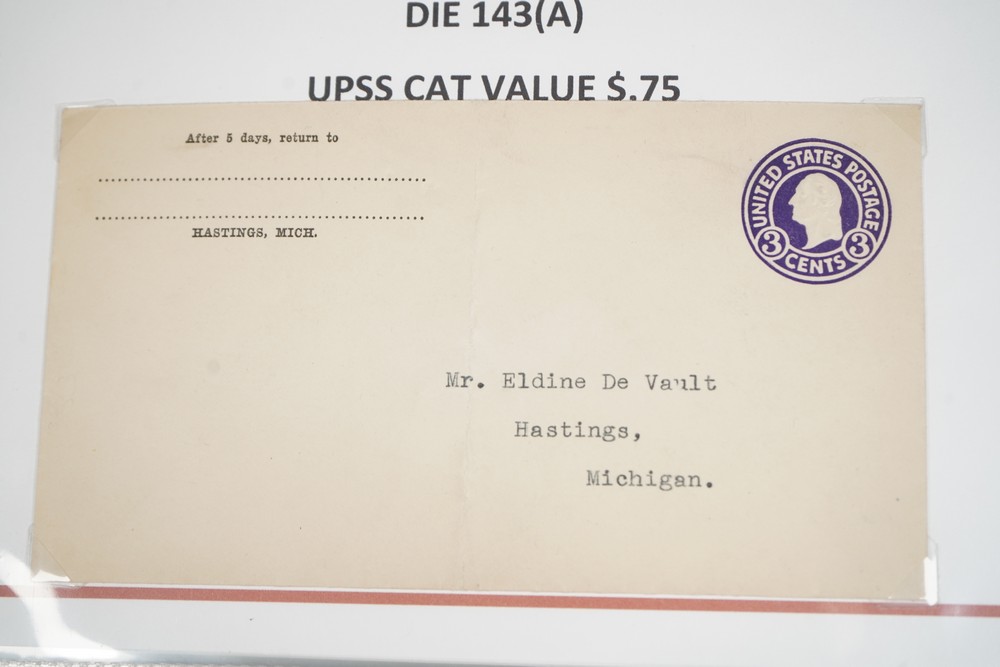 DIE 143(A)
UPSS CAT VALUE $.75
After 5 days, return to
HASTINGS, MICH.
UNITED STATES POSTAGE
3 CENTS 3
Mr. Eldine De Vault
Hastings,
Michigan.